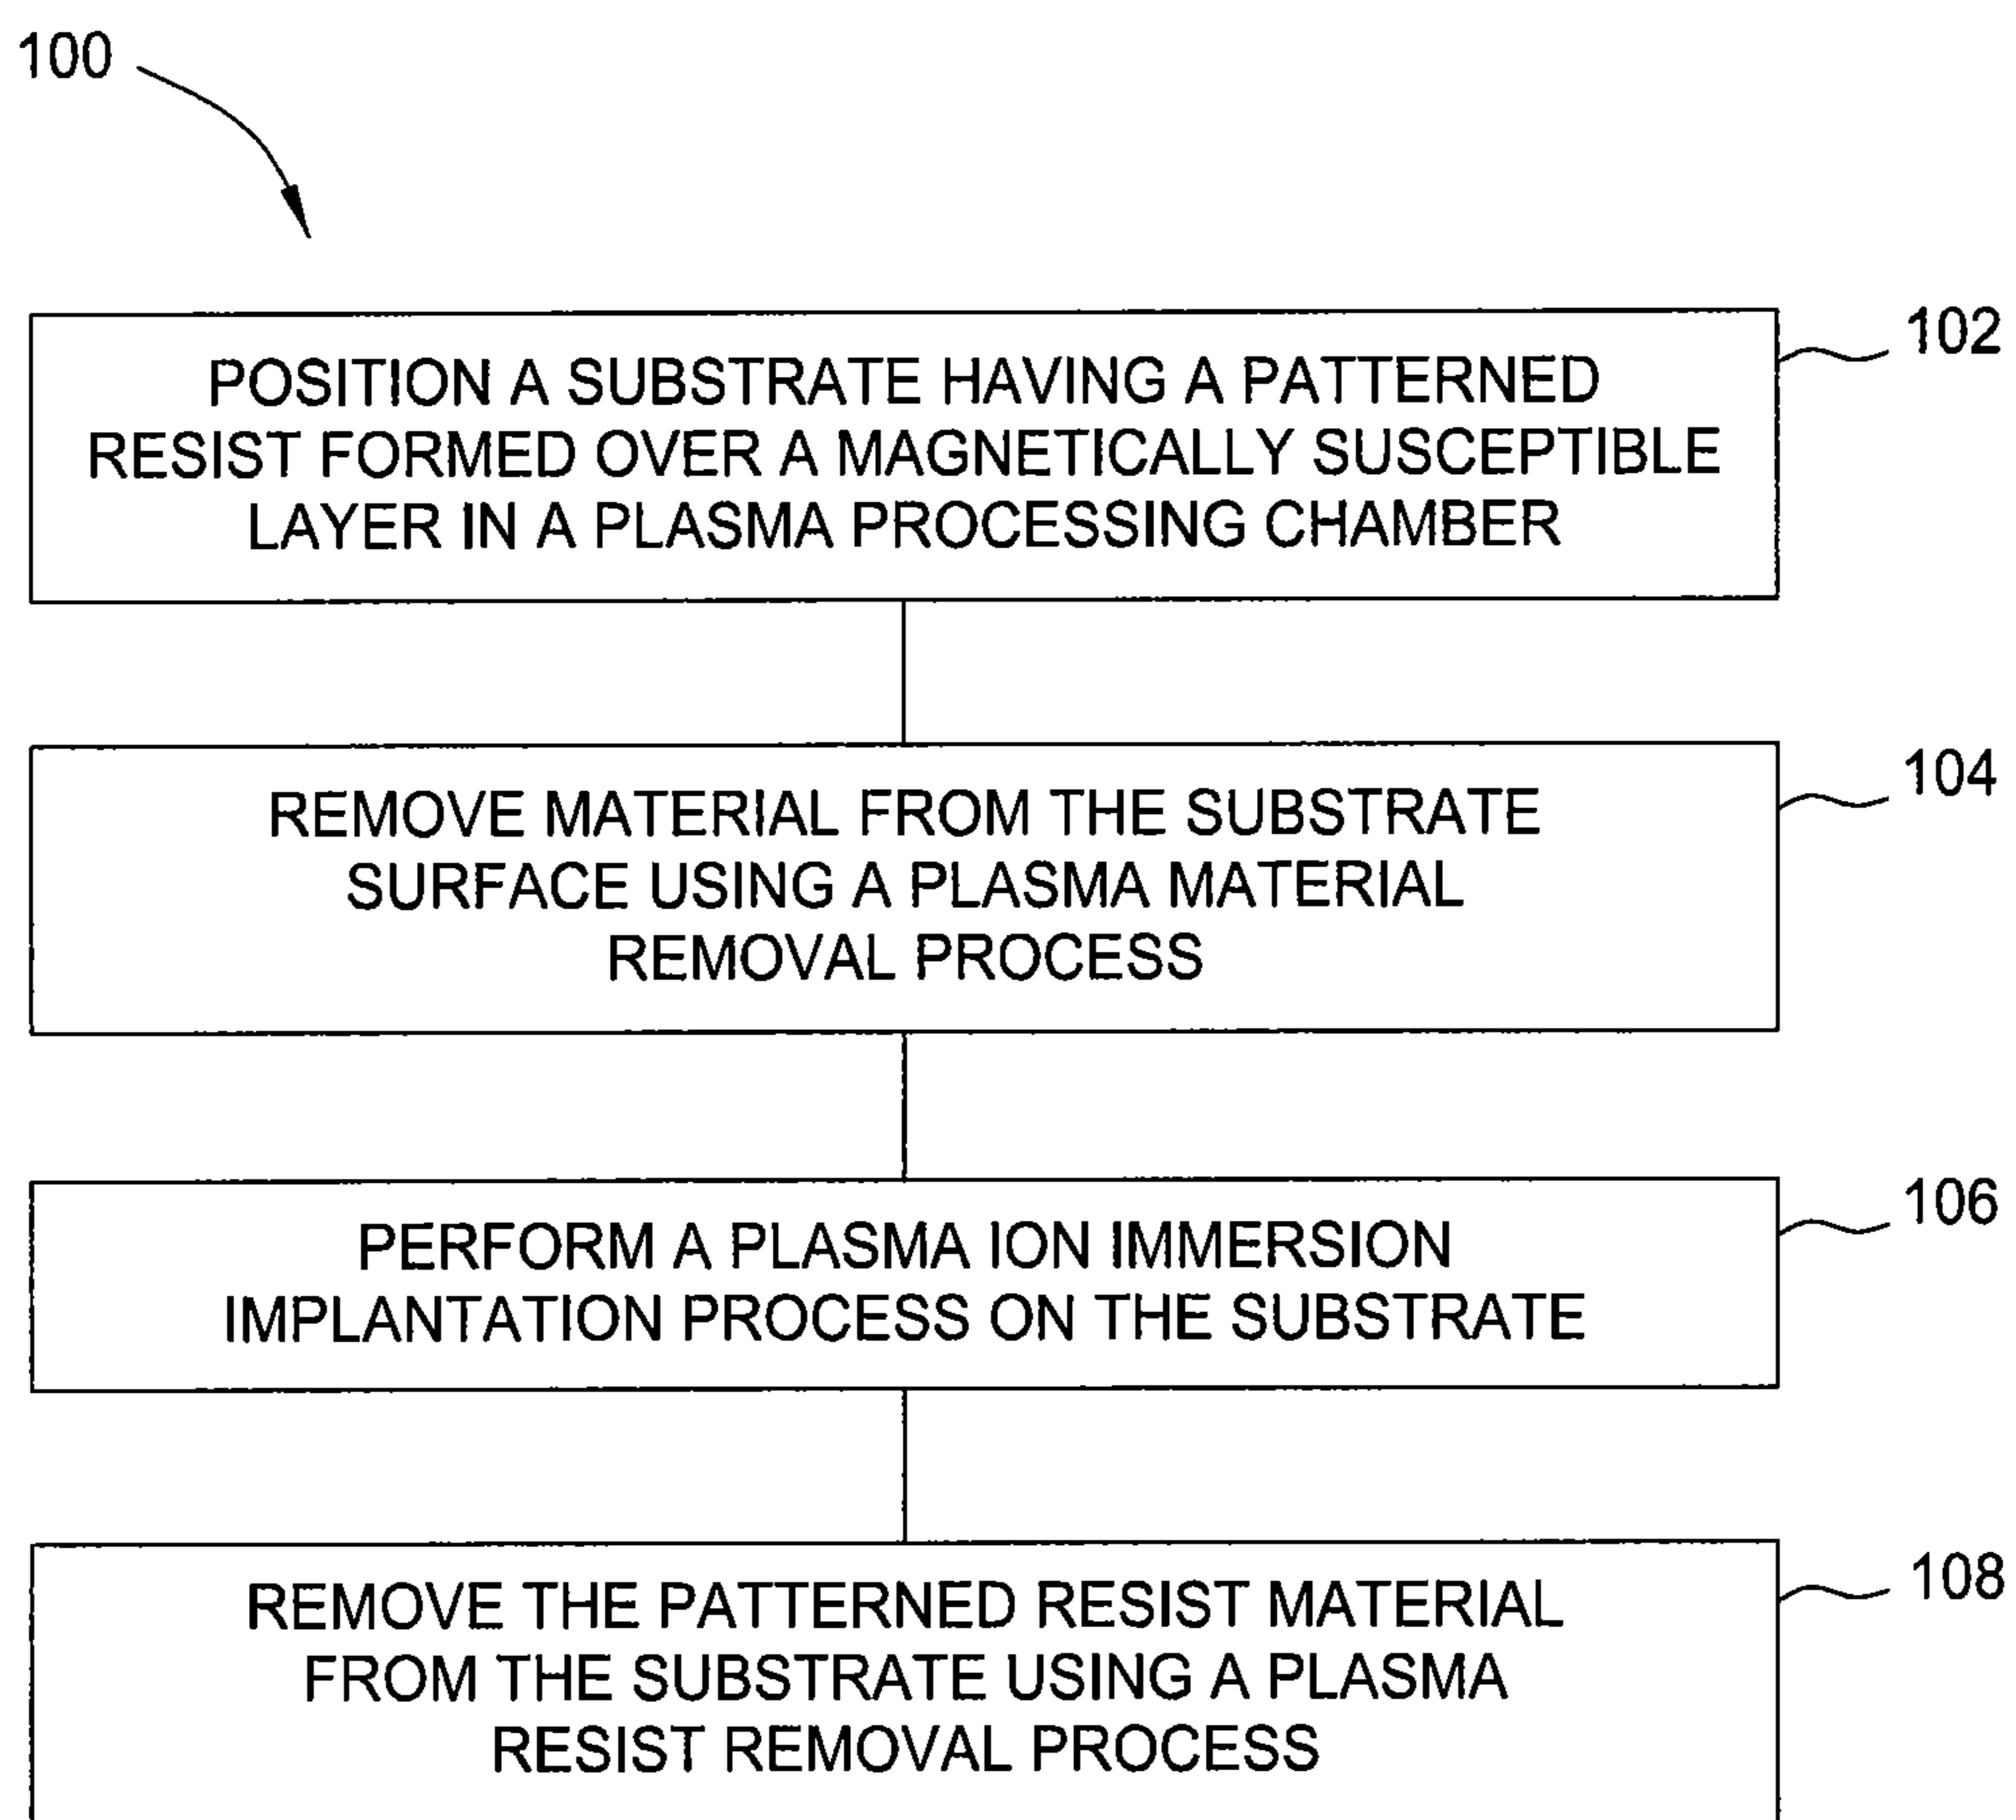 100
102
POSITION A SUBSTRATE HAVING A PATTERNED
RESIST FORMED OVER A MAGNETICALLY SUSCEPTIBLE
LAYER IN A PLASMA PROCESSING CHAMBER
104
REMOVE MATERIAL FROM THE SUBSTRATE
SURFACE USING A PLASMA MATERIAL
REMOVAL PROCESS
106
PERFORM A PLASMA ION IMMERSION
IMPLANTATION PROCESS ON THE SUBSTRATE
108
REMOVE THE PATTERNED RESIST MATERIAL
FROM THE SUBSTRATE USING A PLASMA
RESIST REMOVAL PROCESS